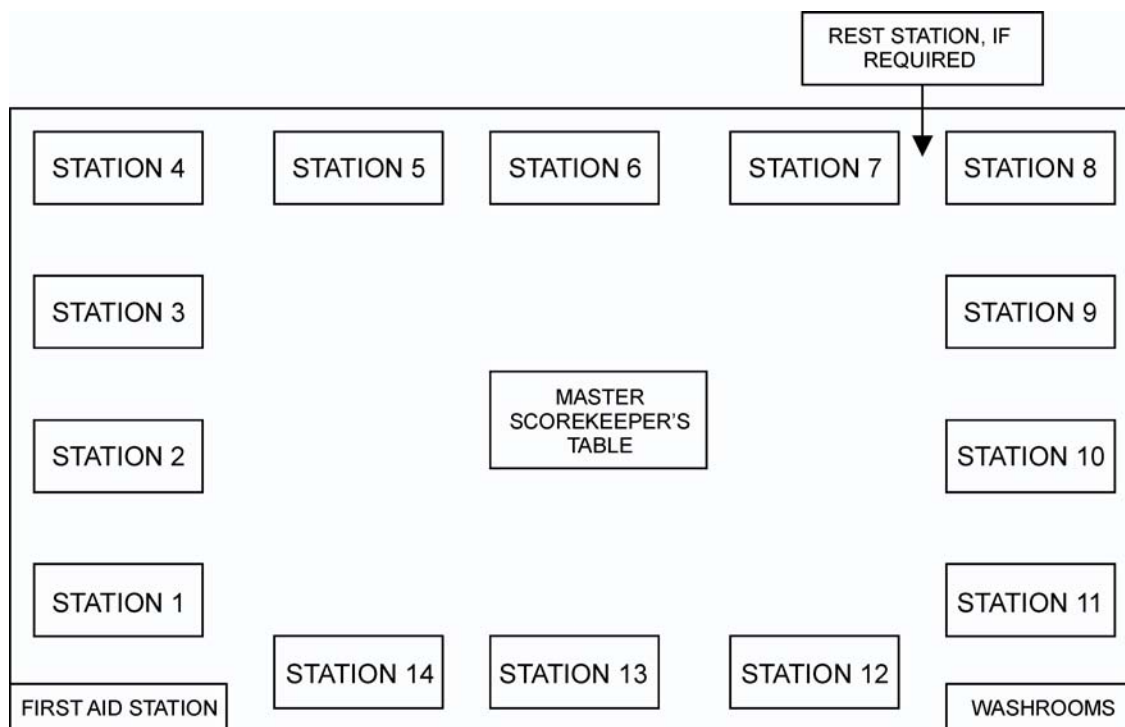 REST STATION, IF
REQUIRED
STATION 4
STATION 5
STATION 6
STATION 7
STATION 8
STATION 3
STATION 9
MASTER
SCOREKEEPER'S
TABLE
STATION 2
STATION 10
STATION 1
STATION 11
STATION 14
STATION 13
STATION 12
FIRST AID STATION
WASHROOMS